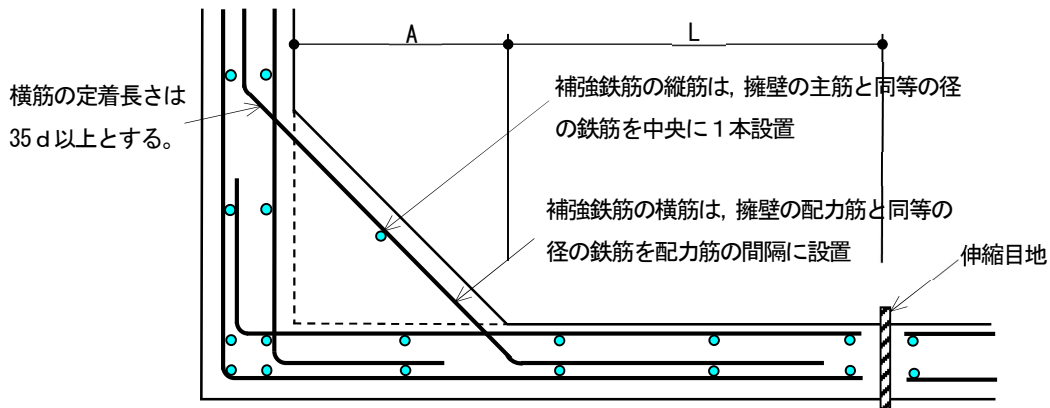 A
L
横筋の定着長さは
35d以上とする。
補強鉄筋の縦筋は，擁壁の主筋と同等の径
の鉄筋を中央に１本設置
補強鉄筋の横筋は，擁壁の配力筋と同等の
径の鉄筋を配力筋の間隔に設置
伸縮目地